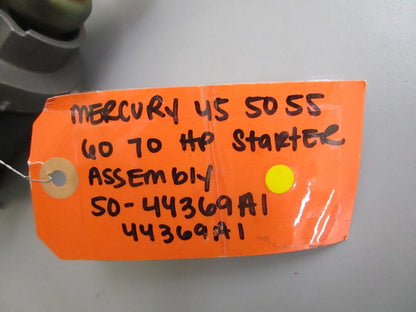 MERCURY 45 50 55
60 70 HP STARTER
ASSEMBLY
50-44369A1
44369A1